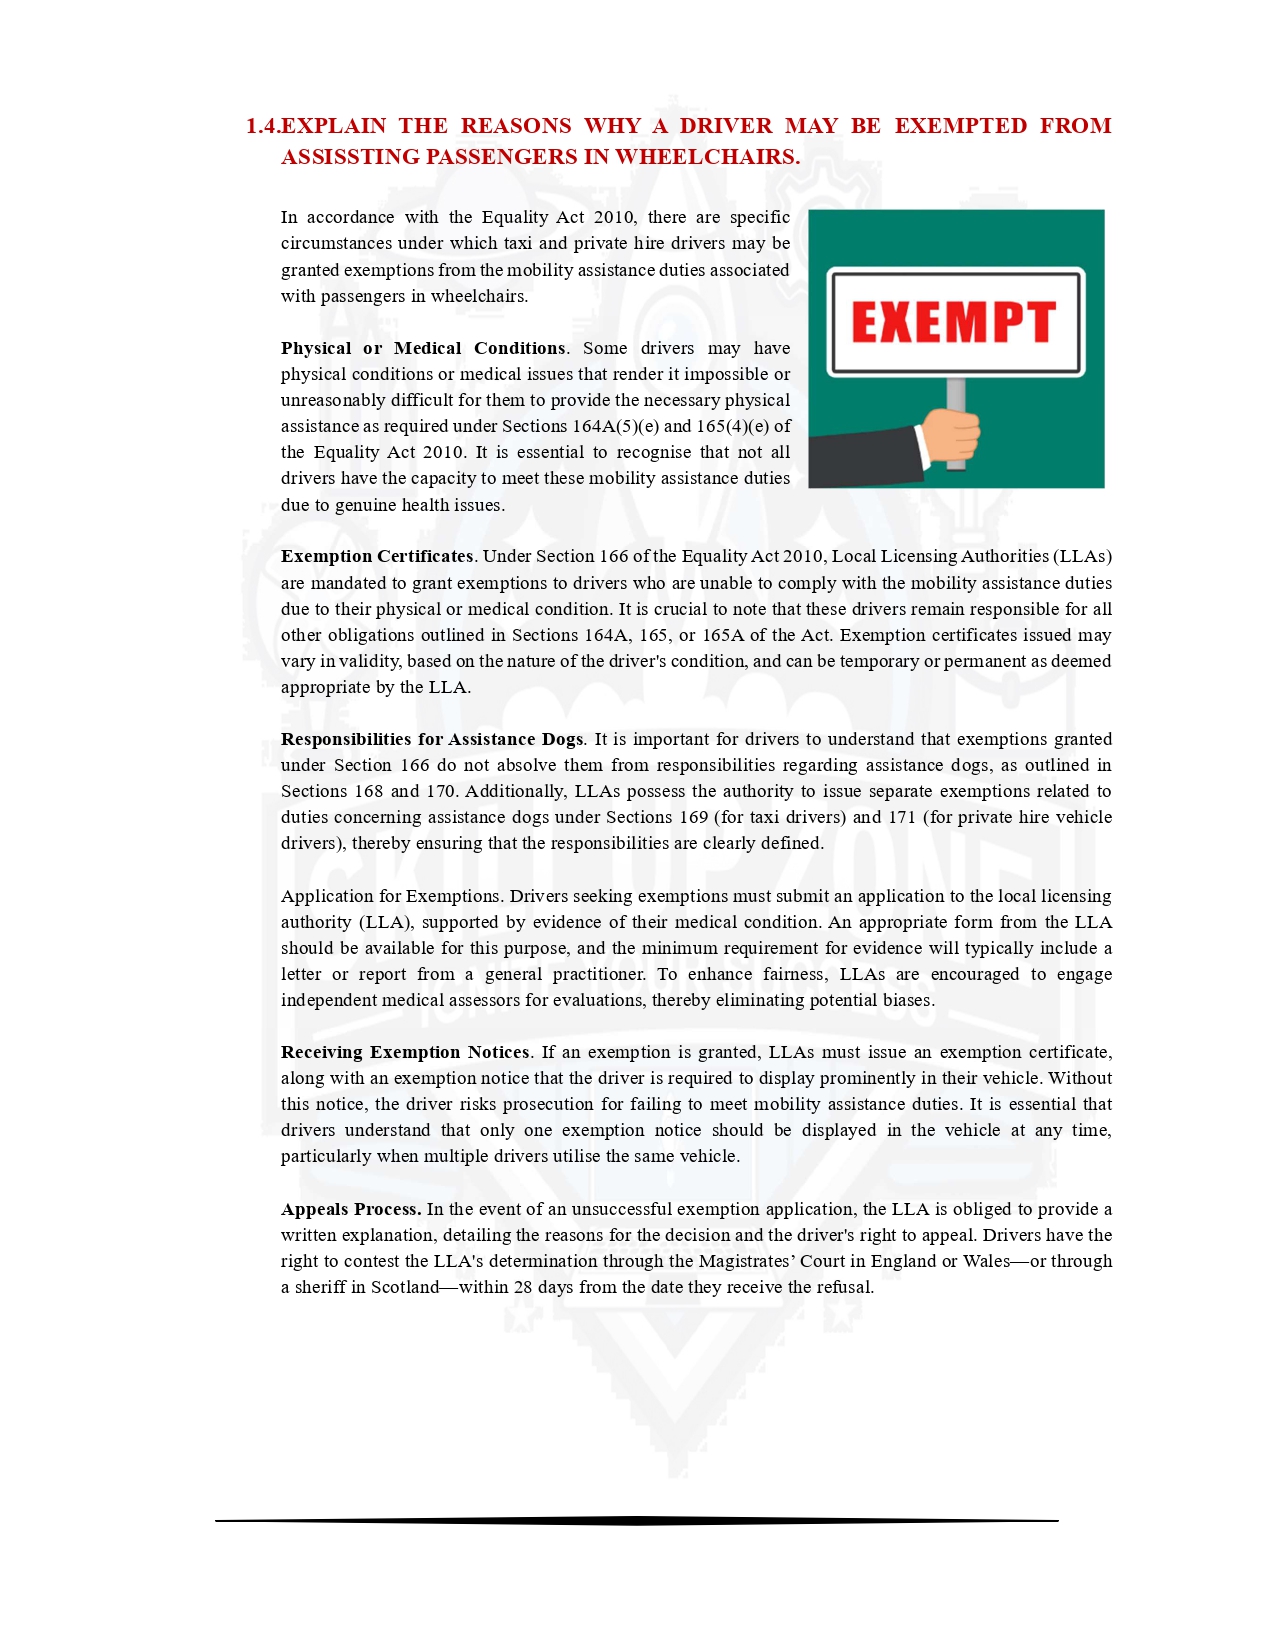 1.4.EXPLAIN THE REASONS WHY A DRIVER MAY BE EXEMPTED FROM
ASSISSTING PASSENGERS IN WHEELCHAIRS.
In accordance with the Equality Act 2010, there are specific
circumstances under which taxi and private hire drivers may be
granted exemptions from the mobility assistance duties associated
with passengers in wheelchairs.
EXEMPT
Physical or Medical Conditions. Some drivers may have
physical conditions or medical issues that render it impossible or
unreasonably difficult for them to provide the necessary physical
assistance as required under Sections 164A(5)(e) and 165(4)(e) of
the Equality Act 2010. It is essential to recognise that not all
drivers have the capacity to meet these mobility assistance duties
due to genuine health issues.
Exemption Certificates. Under Section 166 of the Equality Act 2010, Local Licensing Authorities (LLAs)
are mandated to grant exemptions to drivers who are unable to comply with the mobility assistance duties
due to their physical or medical condition. It is crucial to note that these drivers remain responsible for all
other obligations outlined in Sections 164A, 165, or 165A of the Act. Exemption certificates issued may
vary in validity, based on the nature of the driver's condition, and can be temporary or permanent as deemed
appropriate by the LLA.
Responsibilities for Assistance Dogs. It is important for drivers to understand that exemptions granted
under Section 166 do not absolve them from responsibilities regarding assistance dogs, as outlined in
Sections 168 and 170. Additionally, LLAs possess the authority to issue separate exemptions related to
duties concerning assistance dogs under Sections 169 (for taxi drivers) and 171 (for private hire vehicle
drivers), thereby ensuring that the responsibilities are clearly defined.
SKILL UP ZONE
Application for Exemptions. Drivers seeking exemptions must submit an application to the local licensing
authority (LLA), supported by evidence of their medical condition. An appropriate form from the LLA
should be available for this purpose, and the minimum requirement for evidence will typically include a
letter or report from a general practitioner. To enhance fairness, LLAs are encouraged to engage
independent medical assessors for evaluations, thereby eliminating potential biases.
IGNITE YOUR SUCCESS
Receiving Exemption Notices. If an exemption is granted, LLAs must issue an exemption certificate,
along with an exemption notice that the driver is required to display prominently in their vehicle. Without
this notice, the driver risks prosecution for failing to meet mobility assistance duties. It is essential that
drivers understand that only one exemption notice should be displayed in the vehicle at any time,
particularly when multiple drivers utilise the same vehicle.
Appeals Process. In the event of an unsuccessful exemption application, the LLA is obliged to provide a
written explanation, detailing the reasons for the decision and the driver's right to appeal. Drivers have the
right to contest the LLA's determination through the Magistrates’ Court in England or Wales—or through
a sheriff in Scotland—within 28 days from the date they receive the refusal.